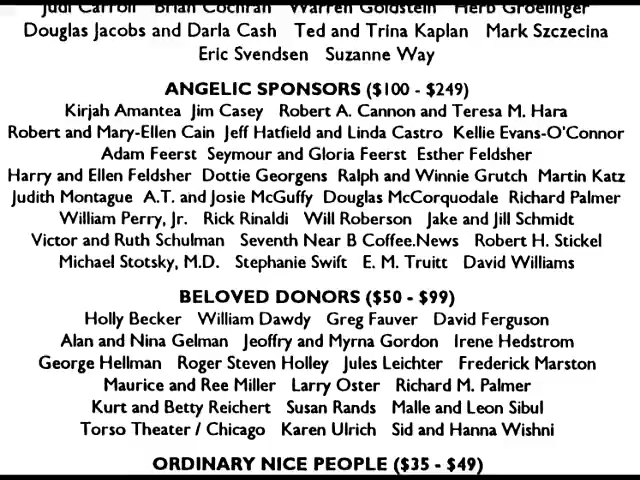 Judi Carroll Brian Cochran Warren Goldstein Herb Groelinger
Douglas Jacobs and Darla Cash Ted and Trina Kaplan Mark Szczecina
Eric Svendsen Suzanne Way
ANGELIC SPONSORS ($100 - $249)
Kirjah Amantea Jim Casey Robert A. Cannon and Teresa M. Hara
Robert and Mary-Ellen Cain Jeff Hatfield and Linda Castro Kellie Evans-O'Connor
Adam Feerst Seymour and Gloria Feerst Esther Feldsher
Harry and Ellen Feldsher Dottie Georgens Ralph and Winnie Grutch Martin Katz
Judith Montague A.T. and Josie McGuffy Douglas McCorquodale Richard Palmer
William Perry, Jr. Rick Rinaldi Will Roberson Jake and Jill Schmidt
Victor and Ruth Schulman Seventh Near B Coffee.News Robert H. Stickel
Michael Stotsky, M.D. Stephanie Swift E. M. Truitt David Williams
BELOVED DONORS ($50 - $99)
Holly Becker William Dawdy Greg Fauver David Ferguson
Alan and Nina Gelman Jeoffry and Myrna Gordon Irene Hedstrom
George Hellman Roger Steven Holley Jules Leichter Frederick Marston
Maurice and Ree Miller Larry Oster Richard M. Palmer
Kurt and Betty Reichert Susan Rands Malle and Leon Sibul
Torso Theater / Chicago Karen Ulrich Sid and Hanna Wishni
ORDINARY NICE PEOPLE ($35 - $49)